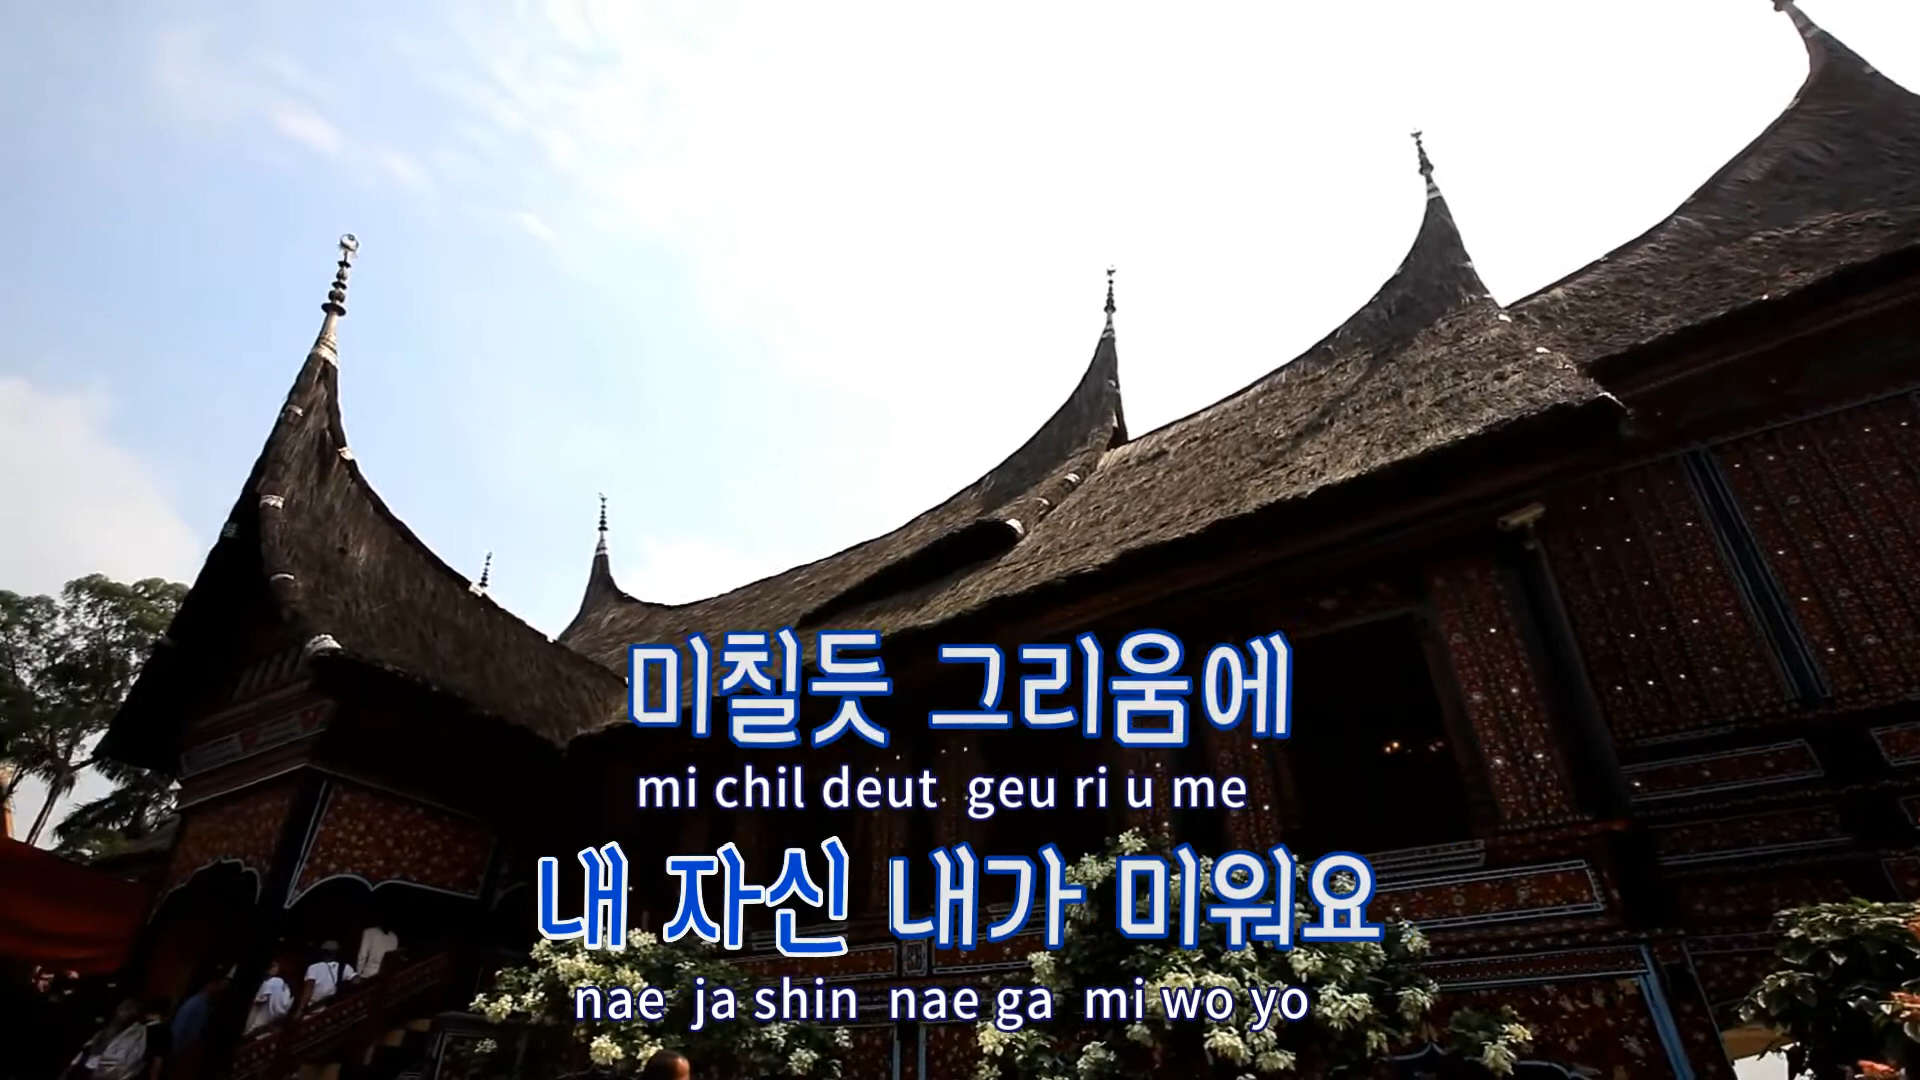 미칠듯 그리움에
mi chil deut geu ri u me
내 자신 내가 미워요
nae ja shin nae ga mi wo yo